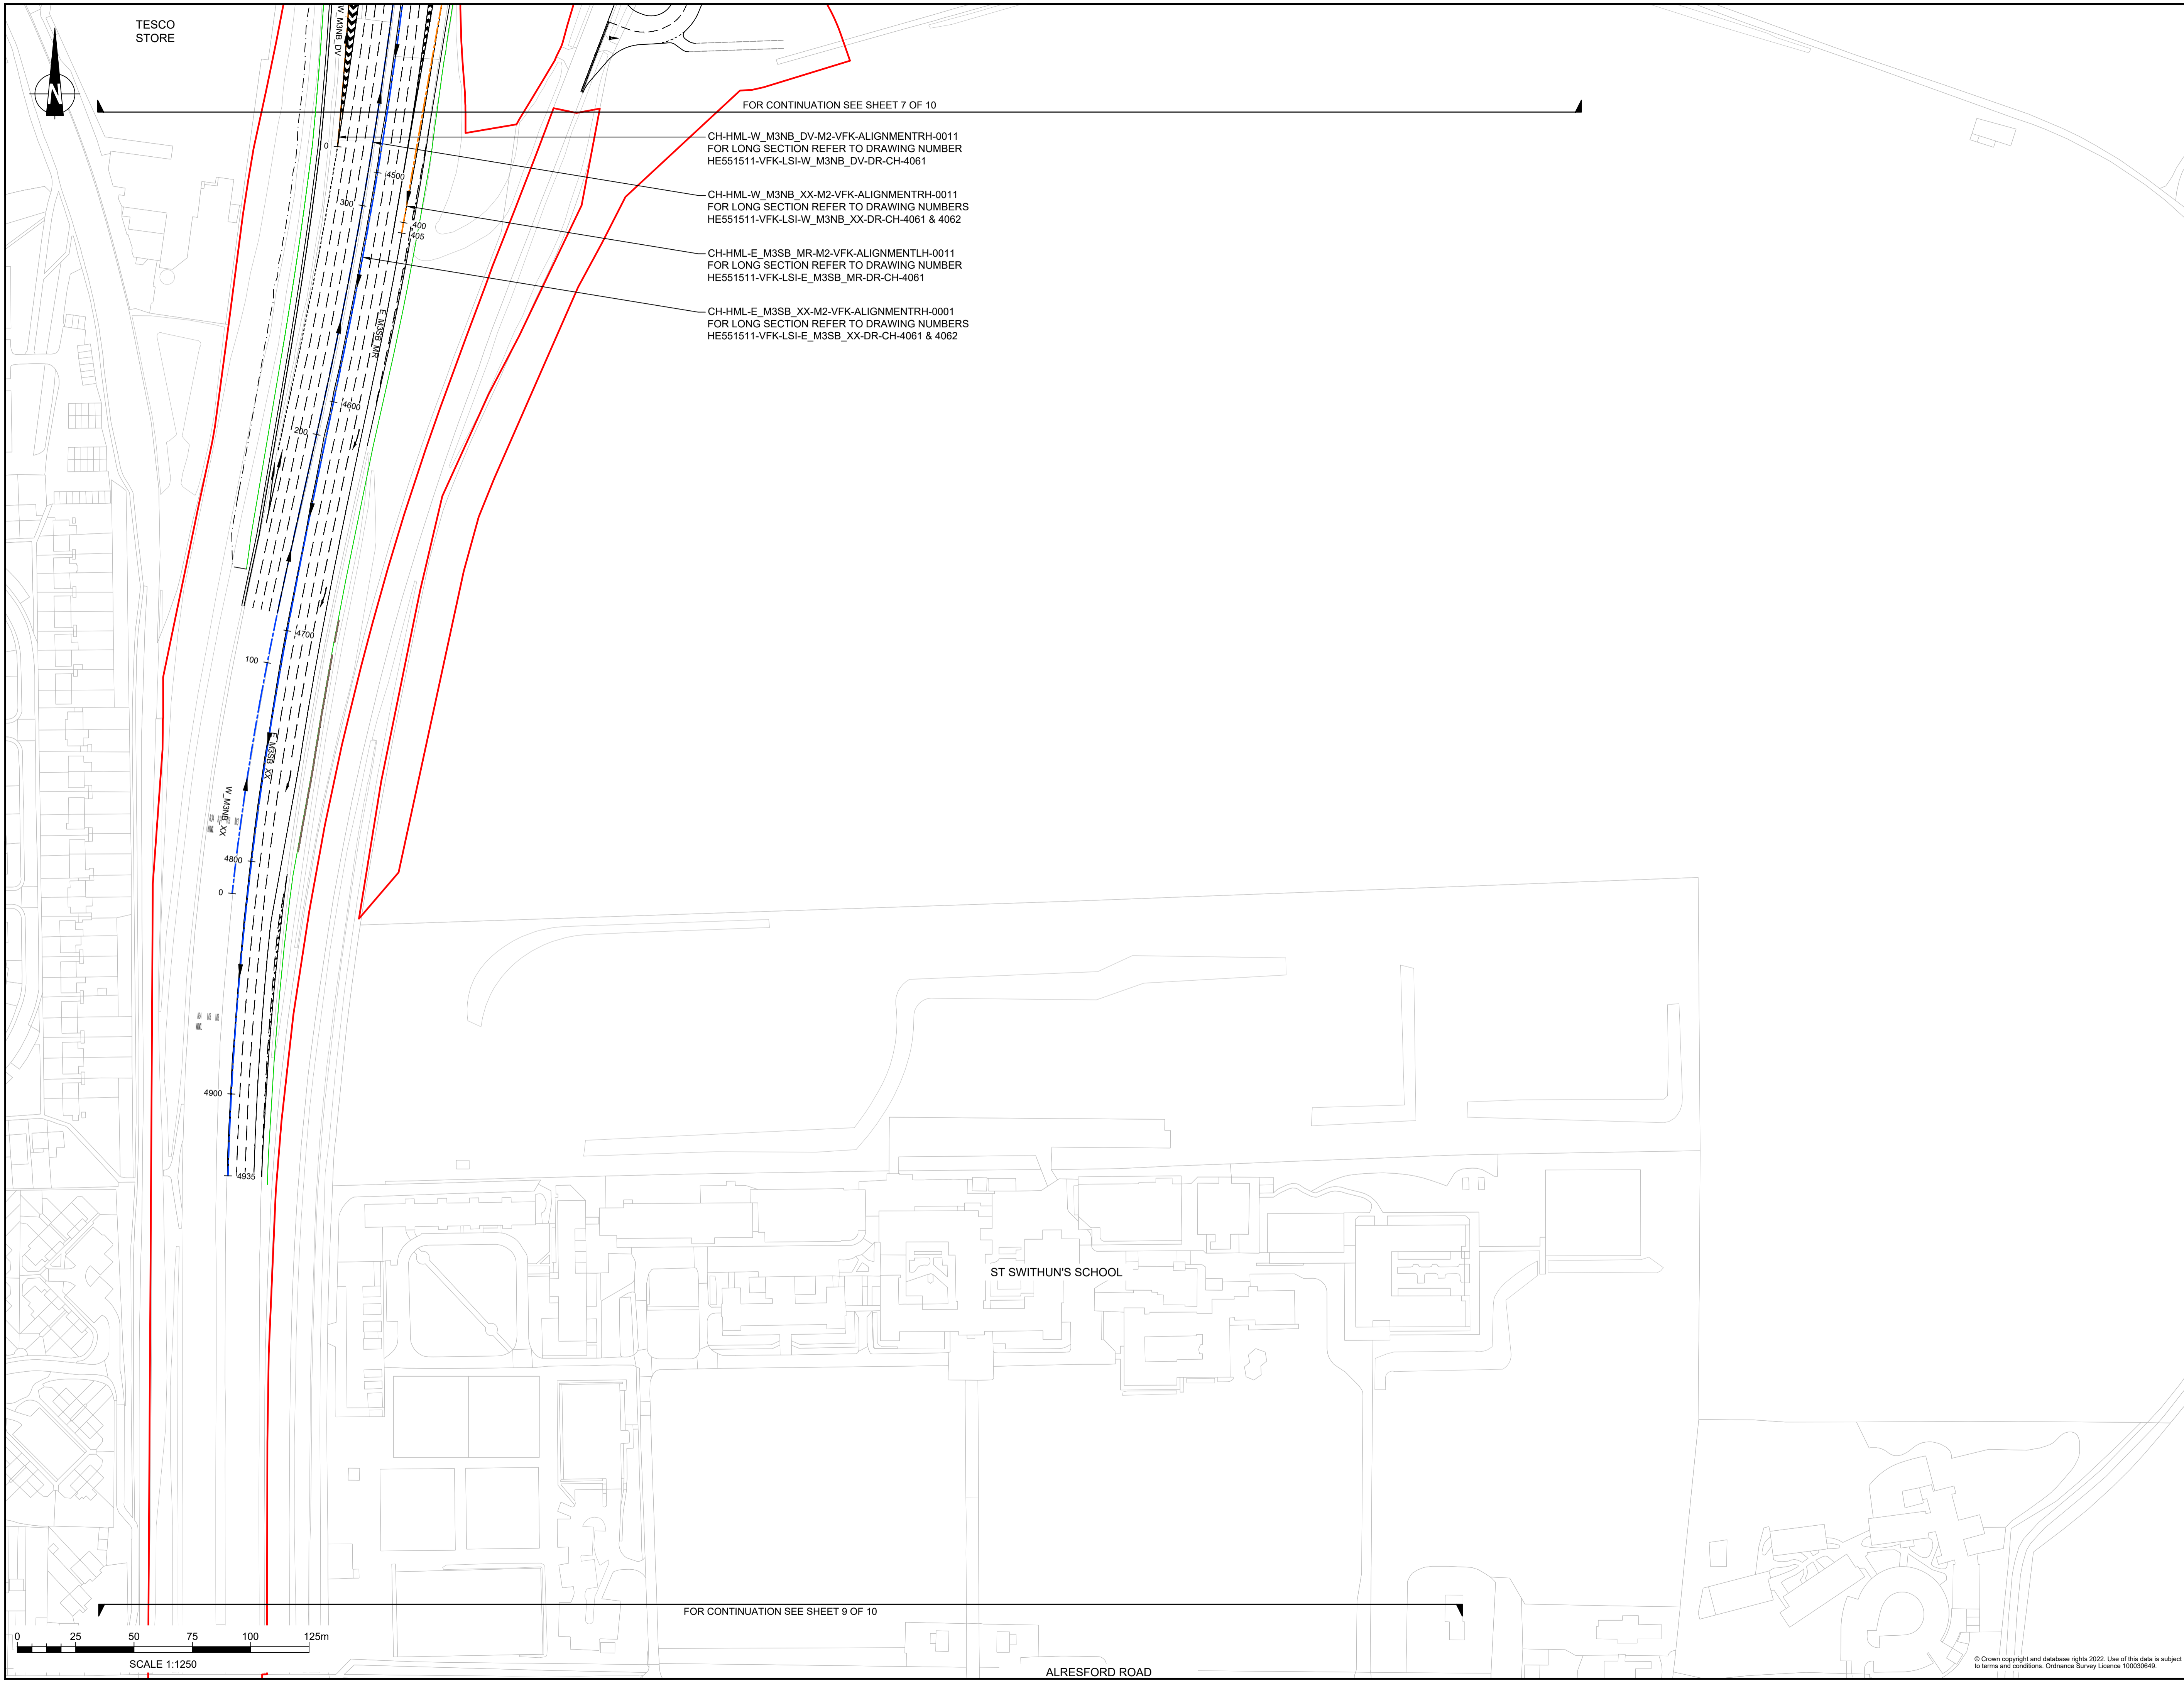 TESCO
STORE
N
W_M3NB_DV
FOR CONTINUATION SEE SHEET 7 OF 10
CH-HML-W_M3NB_DV-M2-VFK-ALIGNMENTRH-0011
FOR LONG SECTION REFER TO DRAWING NUMBER
HE551511-VFK-LSI-W_M3NB_DV-DR-CH-4061
CH-HML-W_M3NB_XX-M2-VFK-ALIGNMENTRH-0011
FOR LONG SECTION REFER TO DRAWING NUMBERS
HE551511-VFK-LSI-W_M3NB_XX-DR-CH-4061 & 4062
CH-HML-E_M3SB_MR-M2-VFK-ALIGNMENTLH-0011
FOR LONG SECTION REFER TO DRAWING NUMBER
HE551511-VFK-LSI-E_M3SB_MR-DR-CH-4061
CH-HML-E_M3SB_XX-M2-VFK-ALIGNMENTRH-0001
FOR LONG SECTION REFER TO DRAWING NUMBERS
HE551511-VFK-LSI-E_M3SB_XX-DR-CH-4061 & 4062
0
4500
300
400
405
E_M3SB_MR
4600
200
4700
100
E_M3SB_XX
W_M3NB_XX
4800
0
4900
4935
ST SWITHUN'S SCHOOL
FOR CONTINUATION SEE SHEET 9 OF 10
0 25 50 75 100 125m
SCALE 1:1250
ALRESFORD ROAD
© Crown copyright and database rights 2022. Use of this data is subject
to terms and conditions. Ordnance Survey Licence 100030649.